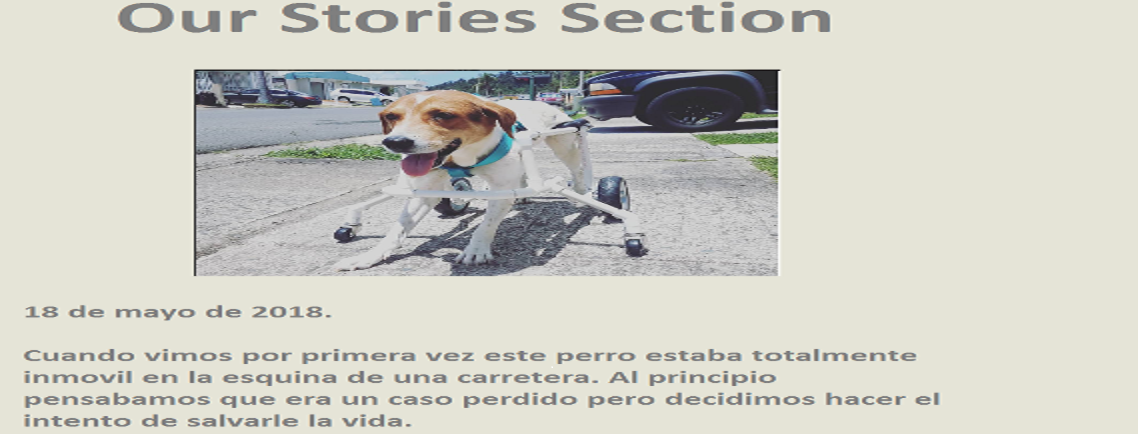 Our Stories Section
18 de mayo de 2018.
Cuando vimos por primera vez este perro estaba totalmente
inmovil en la esquina de una carretera. Al principio
pensabamos que era un caso perdido pero decidimos hacer el
intento de salvarle la vida.